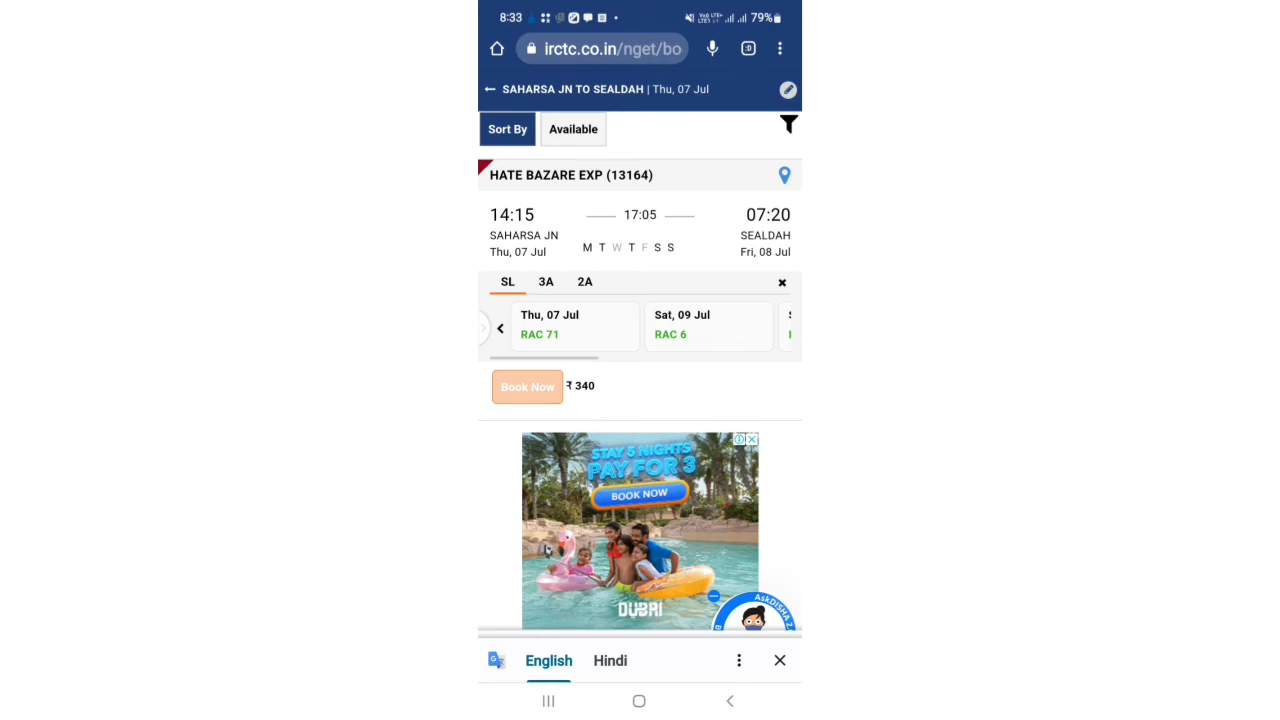 8:33
79%
irctc.co.in/nget/bo
:D
SAHARSA JN TO SEALDAH | Thu, 07 Jul
Sort By
Available
HATE BAZARE EXP (13164)
14:15
17:05
07:20
SAHARSA JN
SEALDAH
M T W T F S S
Thu, 07 Jul
Fri, 08 Jul
SL
3A
2A
Thu, 07 Jul
Sat, 09 Jul
RAC 71
RAC 6
Book Now
₹ 340
STAY 5 NIGHTS
PAY FOR 3
BOOK NOW
DUBAI
AskDISHA 2.
English
Hindi